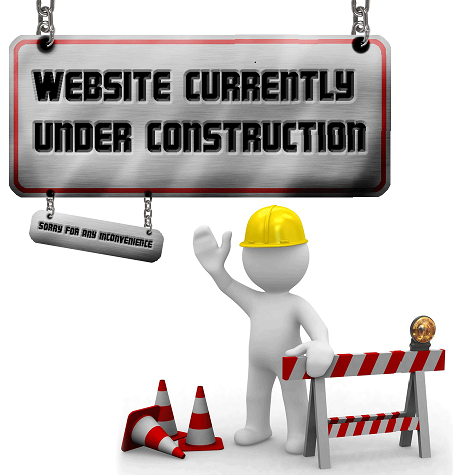 WEBSITE CURRENTLY
UNDER CONSTRUCTION
SORRY FOR ANY INCONVENIENCE